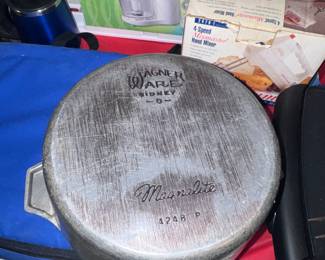 WAGNER
WARE
SIDNEY
-O-
Magnalite
4248 P
4-Speed
Hand Mixer